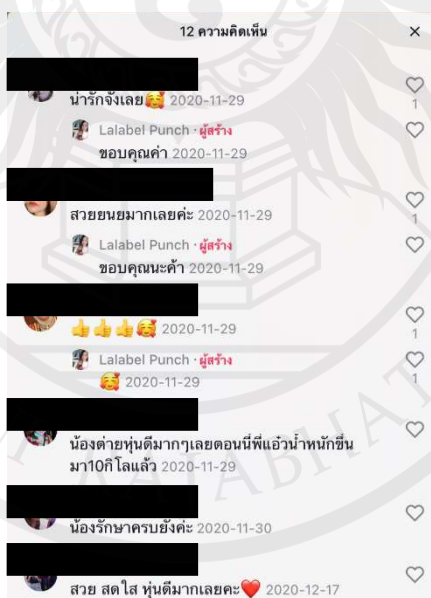 12 ความคิดเห็น
น่ารักจังเลย🥰 2020-11-29
1
Lalabel Punch · ผู้สร้าง
ขอบคุณค่า 2020-11-29
สวยยนยมากเลยค่ะ 2020-11-29
1
Lalabel Punch · ผู้สร้าง
ขอบคุณนะค้า 2020-11-29
👍👍👍🥰 2020-11-29
1
Lalabel Punch · ผู้สร้าง
🥰 2020-11-29
1
น้องต่ายหุ่นดีมากๆเลยตอนนี้พี่แอ๋วน้ำหนักขึ้น
มา10กิโลแล้ว 2020-11-29
น้องรักษาครบยังค่ะ 2020-11-30
สวย สดใส หุ่นดีมากเลยคะ❤️ 2020-12-17